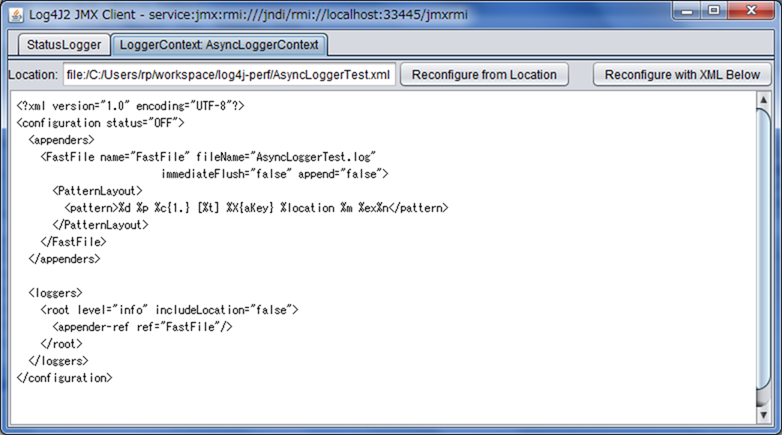 Log4J2 JMX Client - service:jmx:rmi:///jndi/rmi://localhost:33445/jmxrmi
StatusLogger LoggerContext: AsyncLoggerContext
Location: file:/C:/Users/rp/workspace/log4j-perf/AsyncLoggerTest.xml Reconfigure from Location Reconfigure with XML Below
<?xml version="1.0" encoding="UTF-8"?>
<configuration status="OFF">
  <appenders>
    <FastFile name="FastFile" fileName="AsyncLoggerTest.log"
                        immediateFlush="false" append="false">
      <PatternLayout>
        <pattern>%d %p %c{1.} [%t] %X{aKey} %location %m %ex%n</pattern>
      </PatternLayout>
    </FastFile>
  </appenders>

  <loggers>
    <root level="info" includeLocation="false">
      <appender-ref ref="FastFile"/>
    </root>
  </loggers>
</configuration>